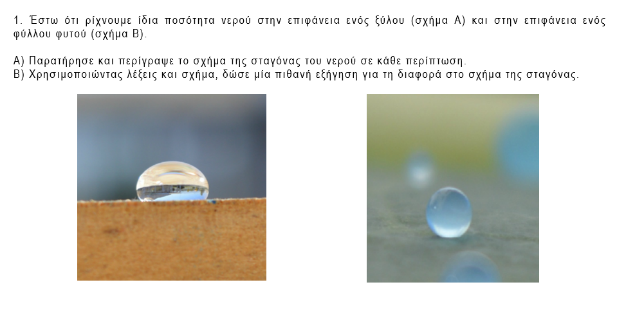 1. Έστω ότι ρίχνουμε ίδια ποσότητα νερού στην επιφάνεια ενός ξύλου (σχήμα Α) και στην επιφάνεια ενός
φύλλου φυτού (σχήμα Β).
Α) Παρατήρησε και περίγραψε το σχήμα της σταγόνας του νερού σε κάθε περίπτωση.
Β) Χρησιμοποιώντας λέξεις και σχήμα, δώσε μία πιθανή εξήγηση για τη διαφορά στο σχήμα της σταγόνας.